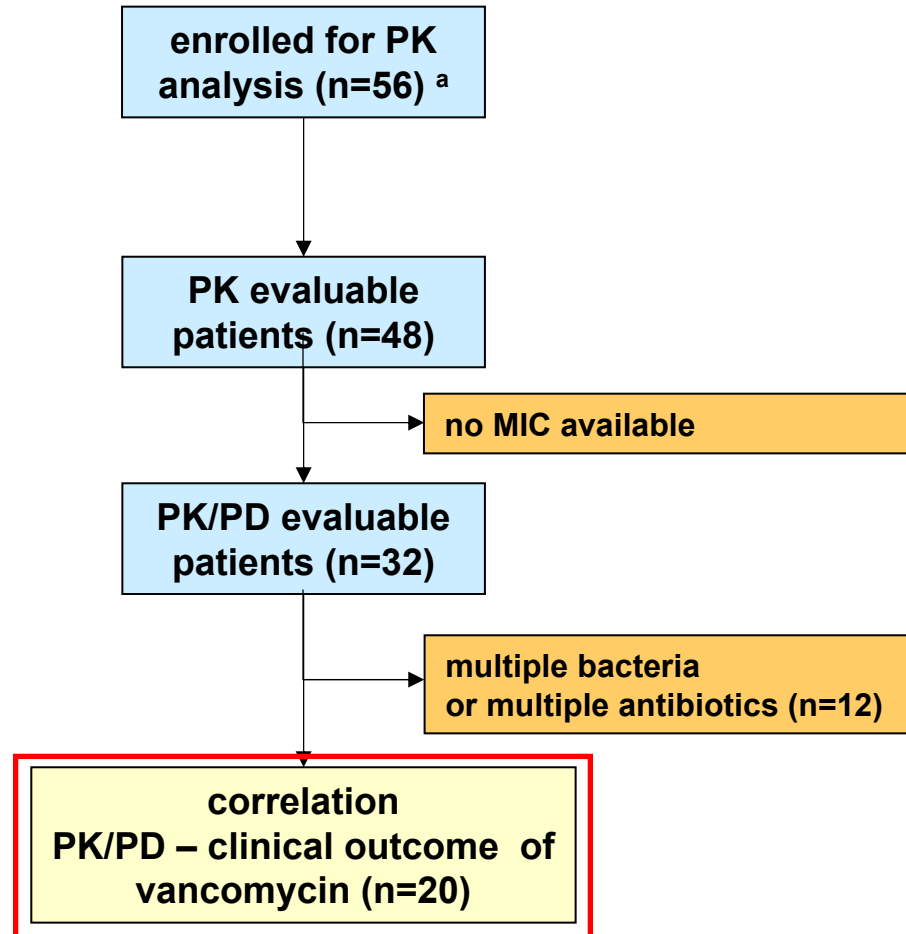 enrolled for PK
analysis (n=56) a
PK evaluable
patients (n=48)
no MIC available
PK/PD evaluable
patients (n=32)
multiple bacteria
or multiple antibiotics (n=12)
correlation
PK/PD – clinical outcome of
vancomycin (n=20)